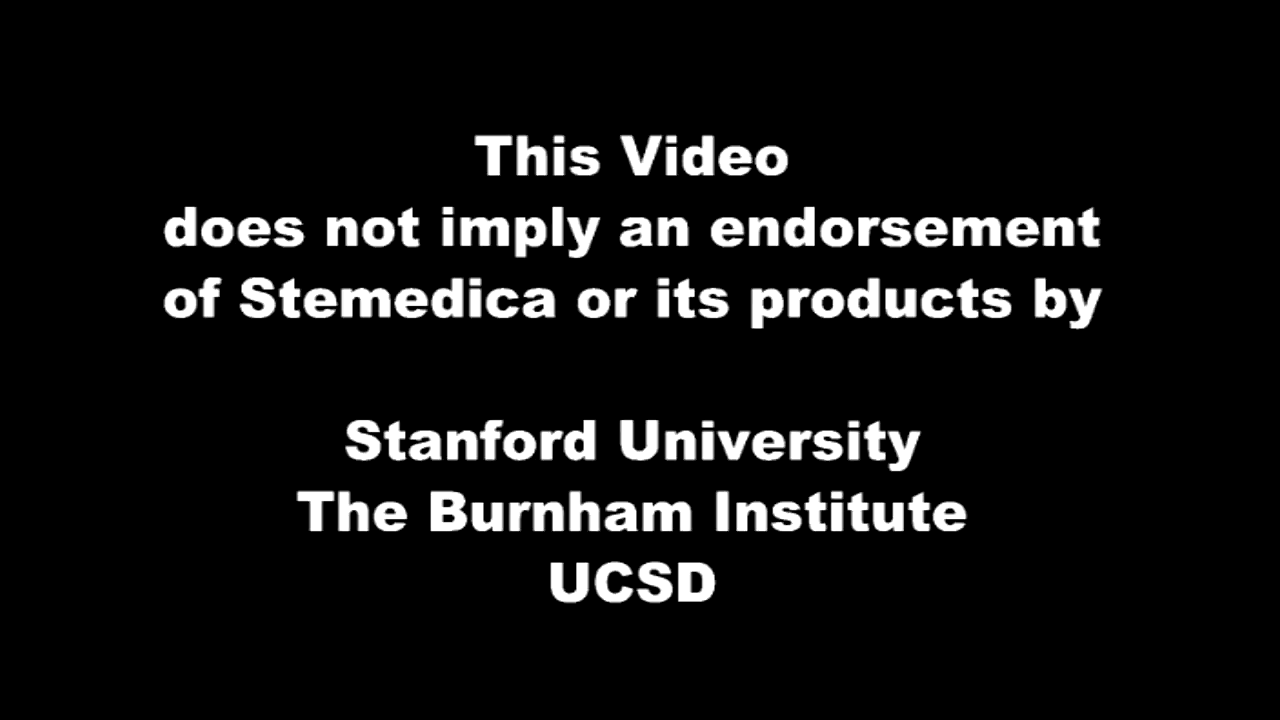 This Video
does not imply an endorsement
of Stemedica or its products by
Stanford University
The Burnham Institute
UCSD